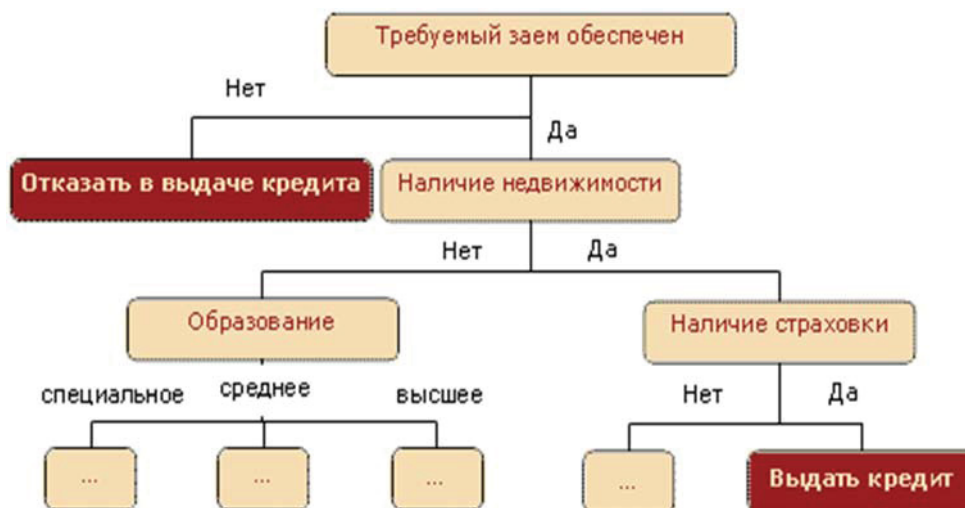 Требуемый заем обеспечен
Нет
Да
Отказать в выдаче кредита
Наличие недвижимости
Нет
Да
Образование
Наличие страховки
специальное
среднее
высшее
Нет
Да
...
...
...
...
Выдать кредит